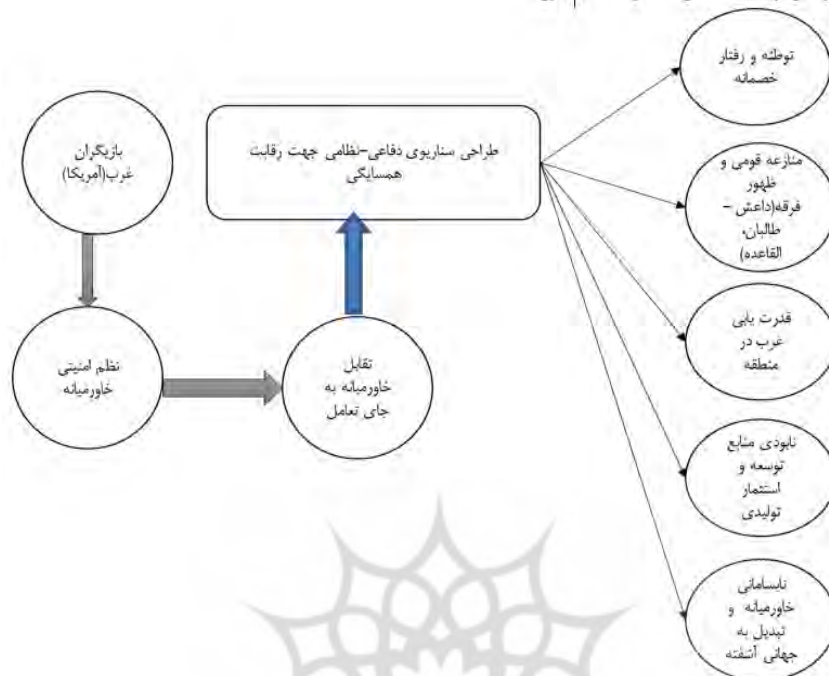 بازیگران
غرب(آمریکا)
نظم امنیتی
خاورمیانه
تقابل
خاورمیانه به
جای تعامل
طراحی سناریوی دفاعی-نظامی جهت رقابت
همسایگی
توطئه و رفتار
خصمانه
منازعه قومی و
ظهور
فرقه(داعش –
طالبان،
القاعده)
قدرت یابی
غرب در
منطقه
نابودی منابع
توسعه و
استثمار
تولیدی
نابسامانی
خاورمیانه و
تبدیل به
جهانی آشفته